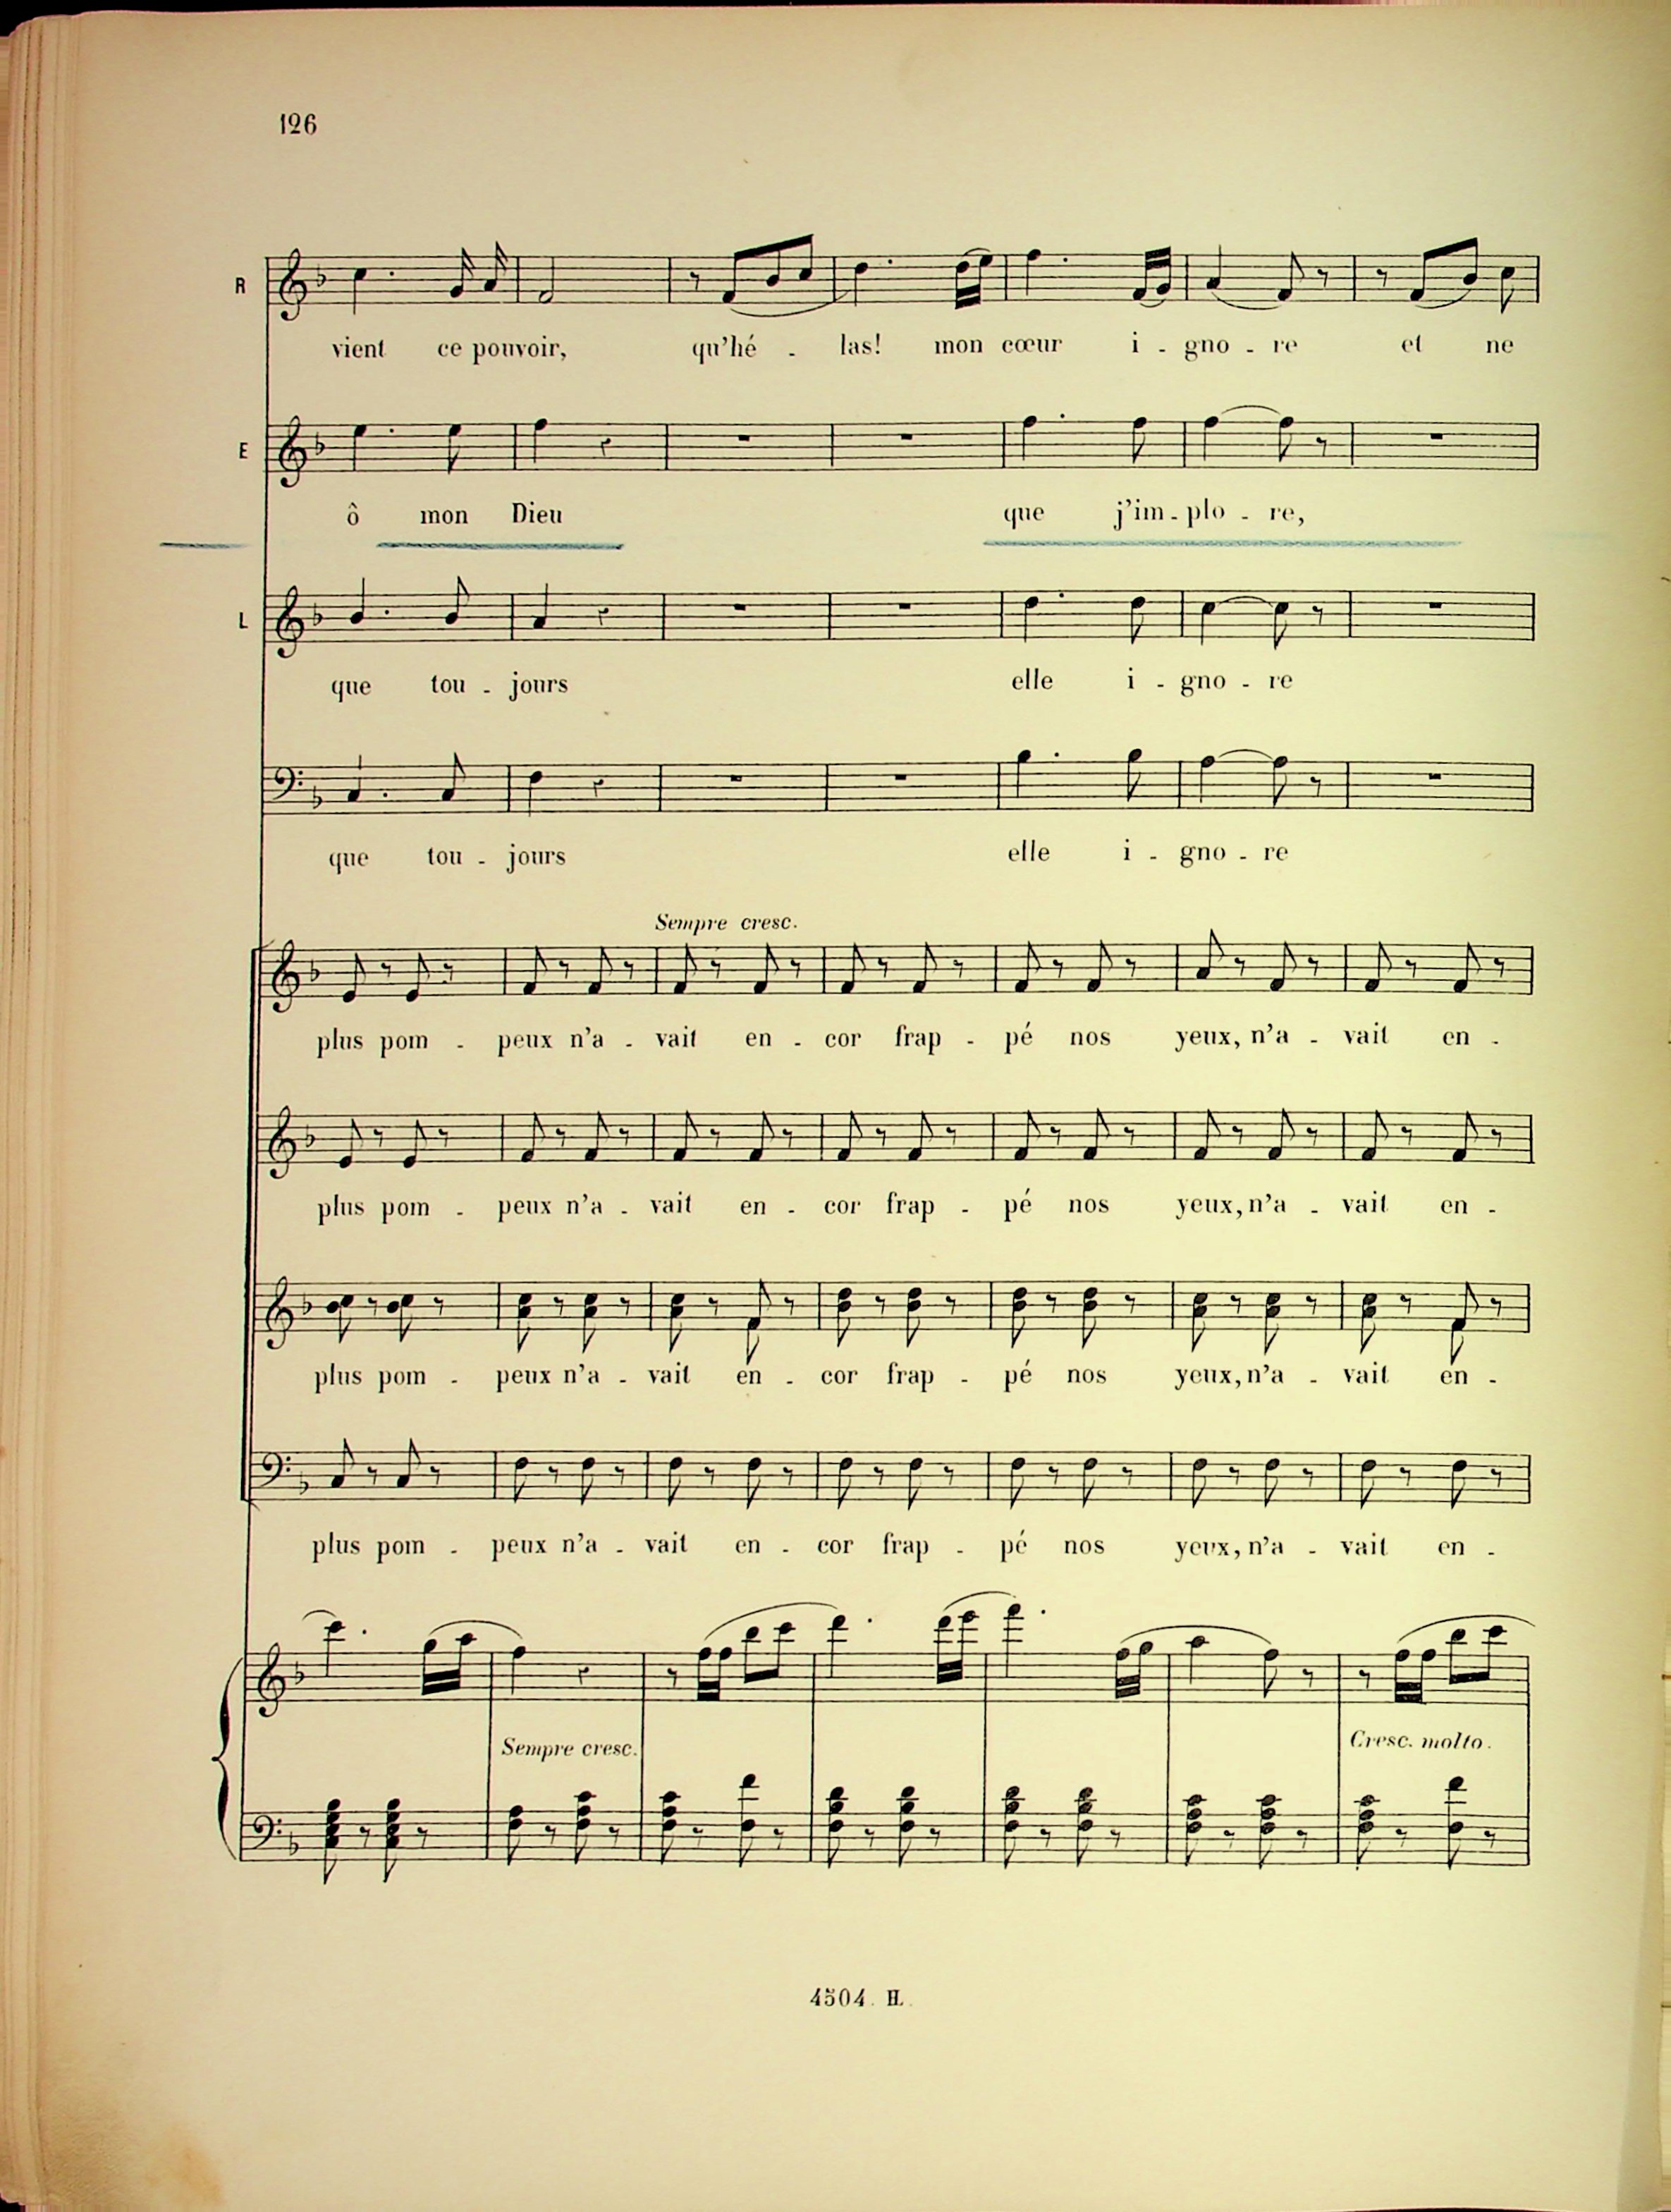 126
R
vient ce pouvoir, qu'hé - las! mon cœur i - gno - re et ne
E
ô mon Dieu que j'im - plo - re,
L
que tou - jours elle i - gno - re
que tou - jours elle i - gno - re
Sempre cresc.
plus pom - peux n'a - vait en - cor frap - pé nos yeux, n'a - vait en -
plus pom - peux n'a - vait en - cor frap - pé nos yeux, n'a - vait en -
plus pom - peux n'a - vait en - cor frap - pé nos yeux, n'a - vait en -
plus pom - peux n'a - vait en - cor frap - pé nos yeux, n'a - vait en -
Sempre cresc. Cresc. molto.
4504. H.